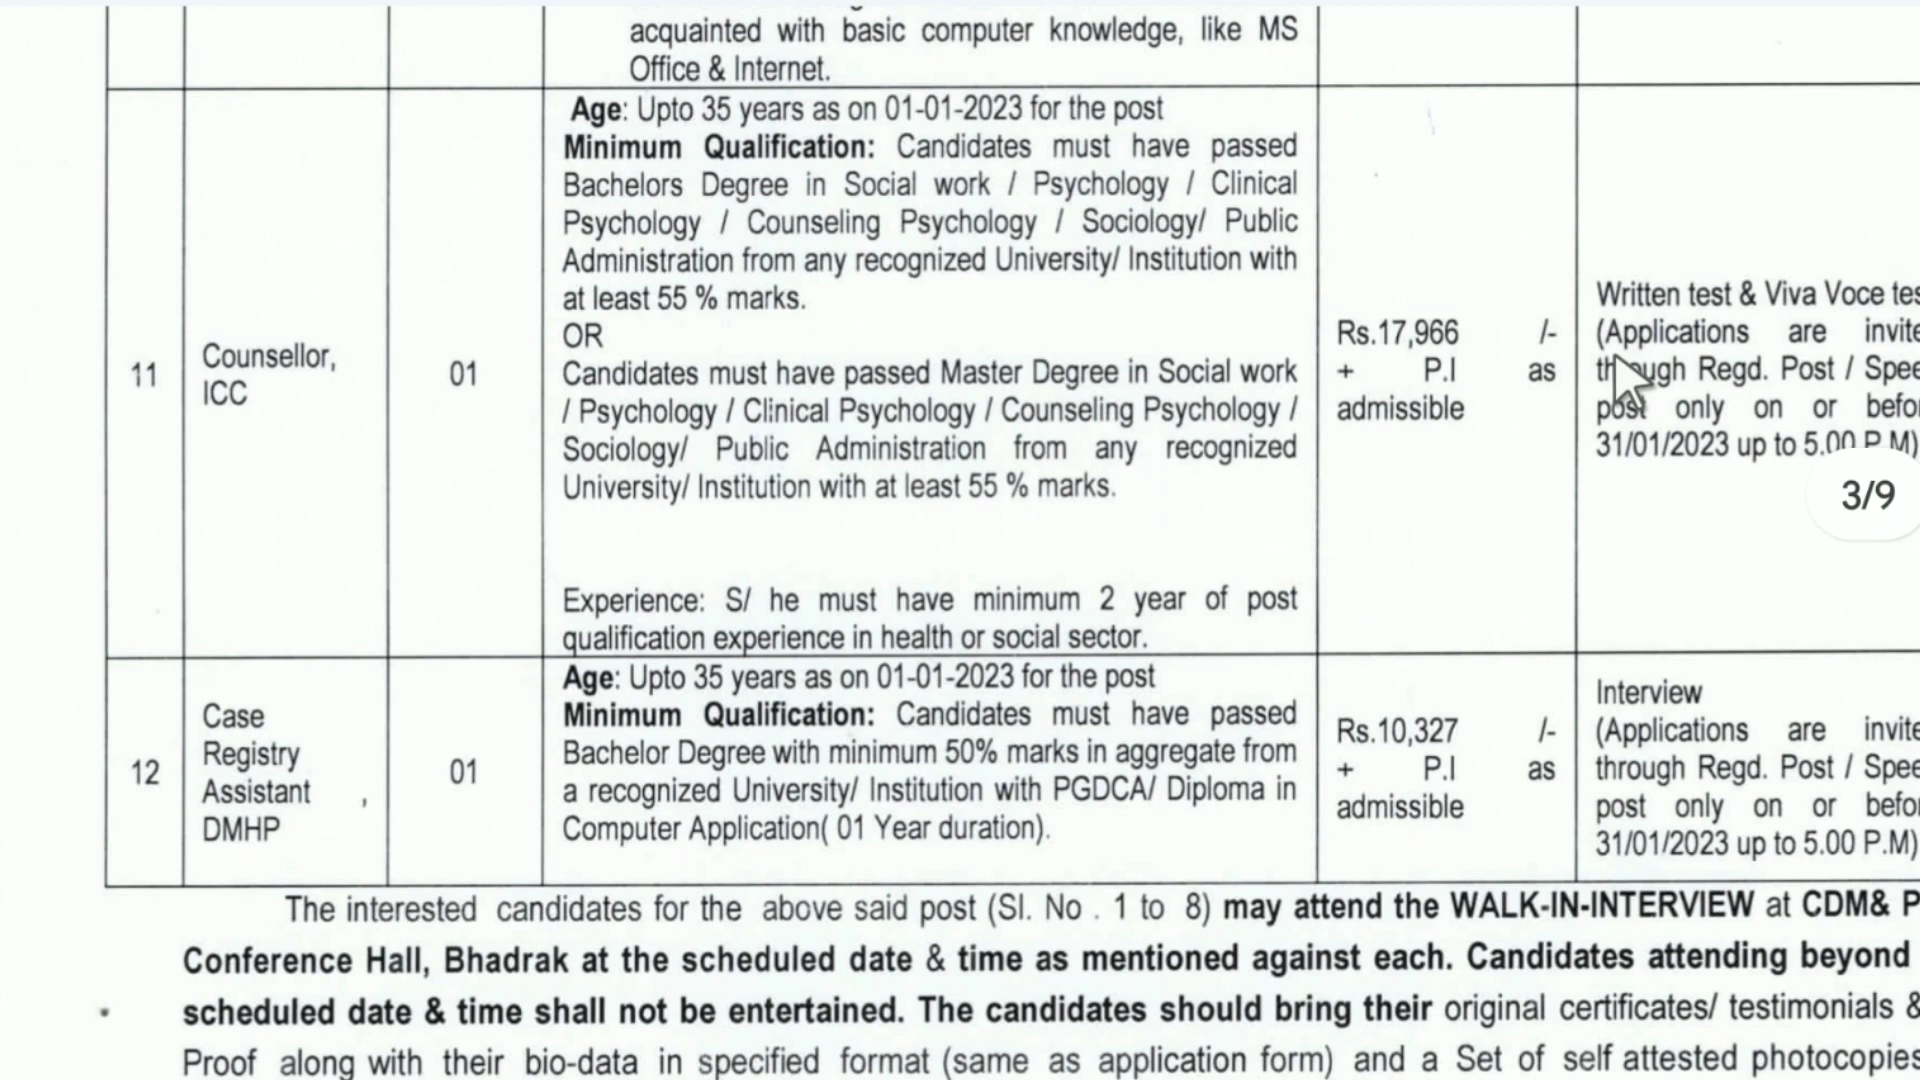 acquainted with basic computer knowledge, like MS
Office & Internet.
11
Counsellor,
ICC
01
Age: Upto 35 years as on 01-01-2023 for the post
Minimum Qualification: Candidates must have passed
Bachelors Degree in Social work / Psychology / Clinical
Psychology / Counseling Psychology / Sociology/ Public
Administration from any recognized University/ Institution with
at least 55 % marks.
OR
Candidates must have passed Master Degree in Social work
/ Psychology / Clinical Psychology / Counseling Psychology /
Sociology/ Public Administration from any recognized
University/ Institution with at least 55 % marks.
Experience: S/ he must have minimum 2 year of post
qualification experience in health or social sector.
Rs.17,966 /-
+ P.I as
admissible
Written test & Viva Voce
(Applications are
through Regd. Post /
post only on or
31/01/2023 up to 5.00 P.M)
3/9
12
Case
Registry
Assistant ,
DMHP
01
Age: Upto 35 years as on 01-01-2023 for the post
Minimum Qualification: Candidates must have passed
Bachelor Degree with minimum 50% marks in aggregate from
a recognized University/ Institution with PGDCA/ Diploma in
Computer Application( 01 Year duration).
Rs.10,327 /-
+ P.I as
admissible
Interview
(Applications are
through Regd. Post /
post only on or
31/01/2023 up to 5.00 P.M)
The interested candidates for the above said post (Sl. No . 1 to 8) may attend the WALK-IN-INTERVIEW at CDM& P
Conference Hall, Bhadrak at the scheduled date & time as mentioned against each. Candidates attending beyond
scheduled date & time shall not be entertained. The candidates should bring their original certificates/ testimonials &
Proof along with their bio-data in specified format (same as application form) and a Set of self attested photocopies